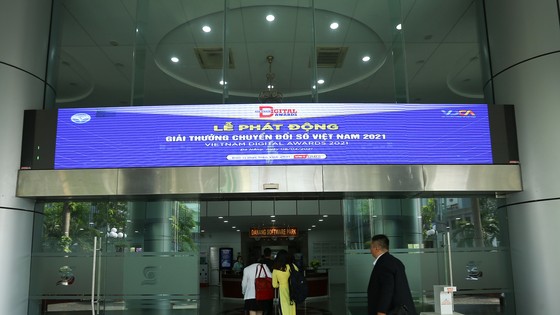 DIGITAL
AWARDS
VDCA
LỄ PHÁT ĐỘNG
GIẢI THƯỞNG CHUYỂN ĐỔI SỐ VIỆT NAM 2021
VIETNAM DIGITAL AWARDS 2021
DANANG SOFTWARE PARK